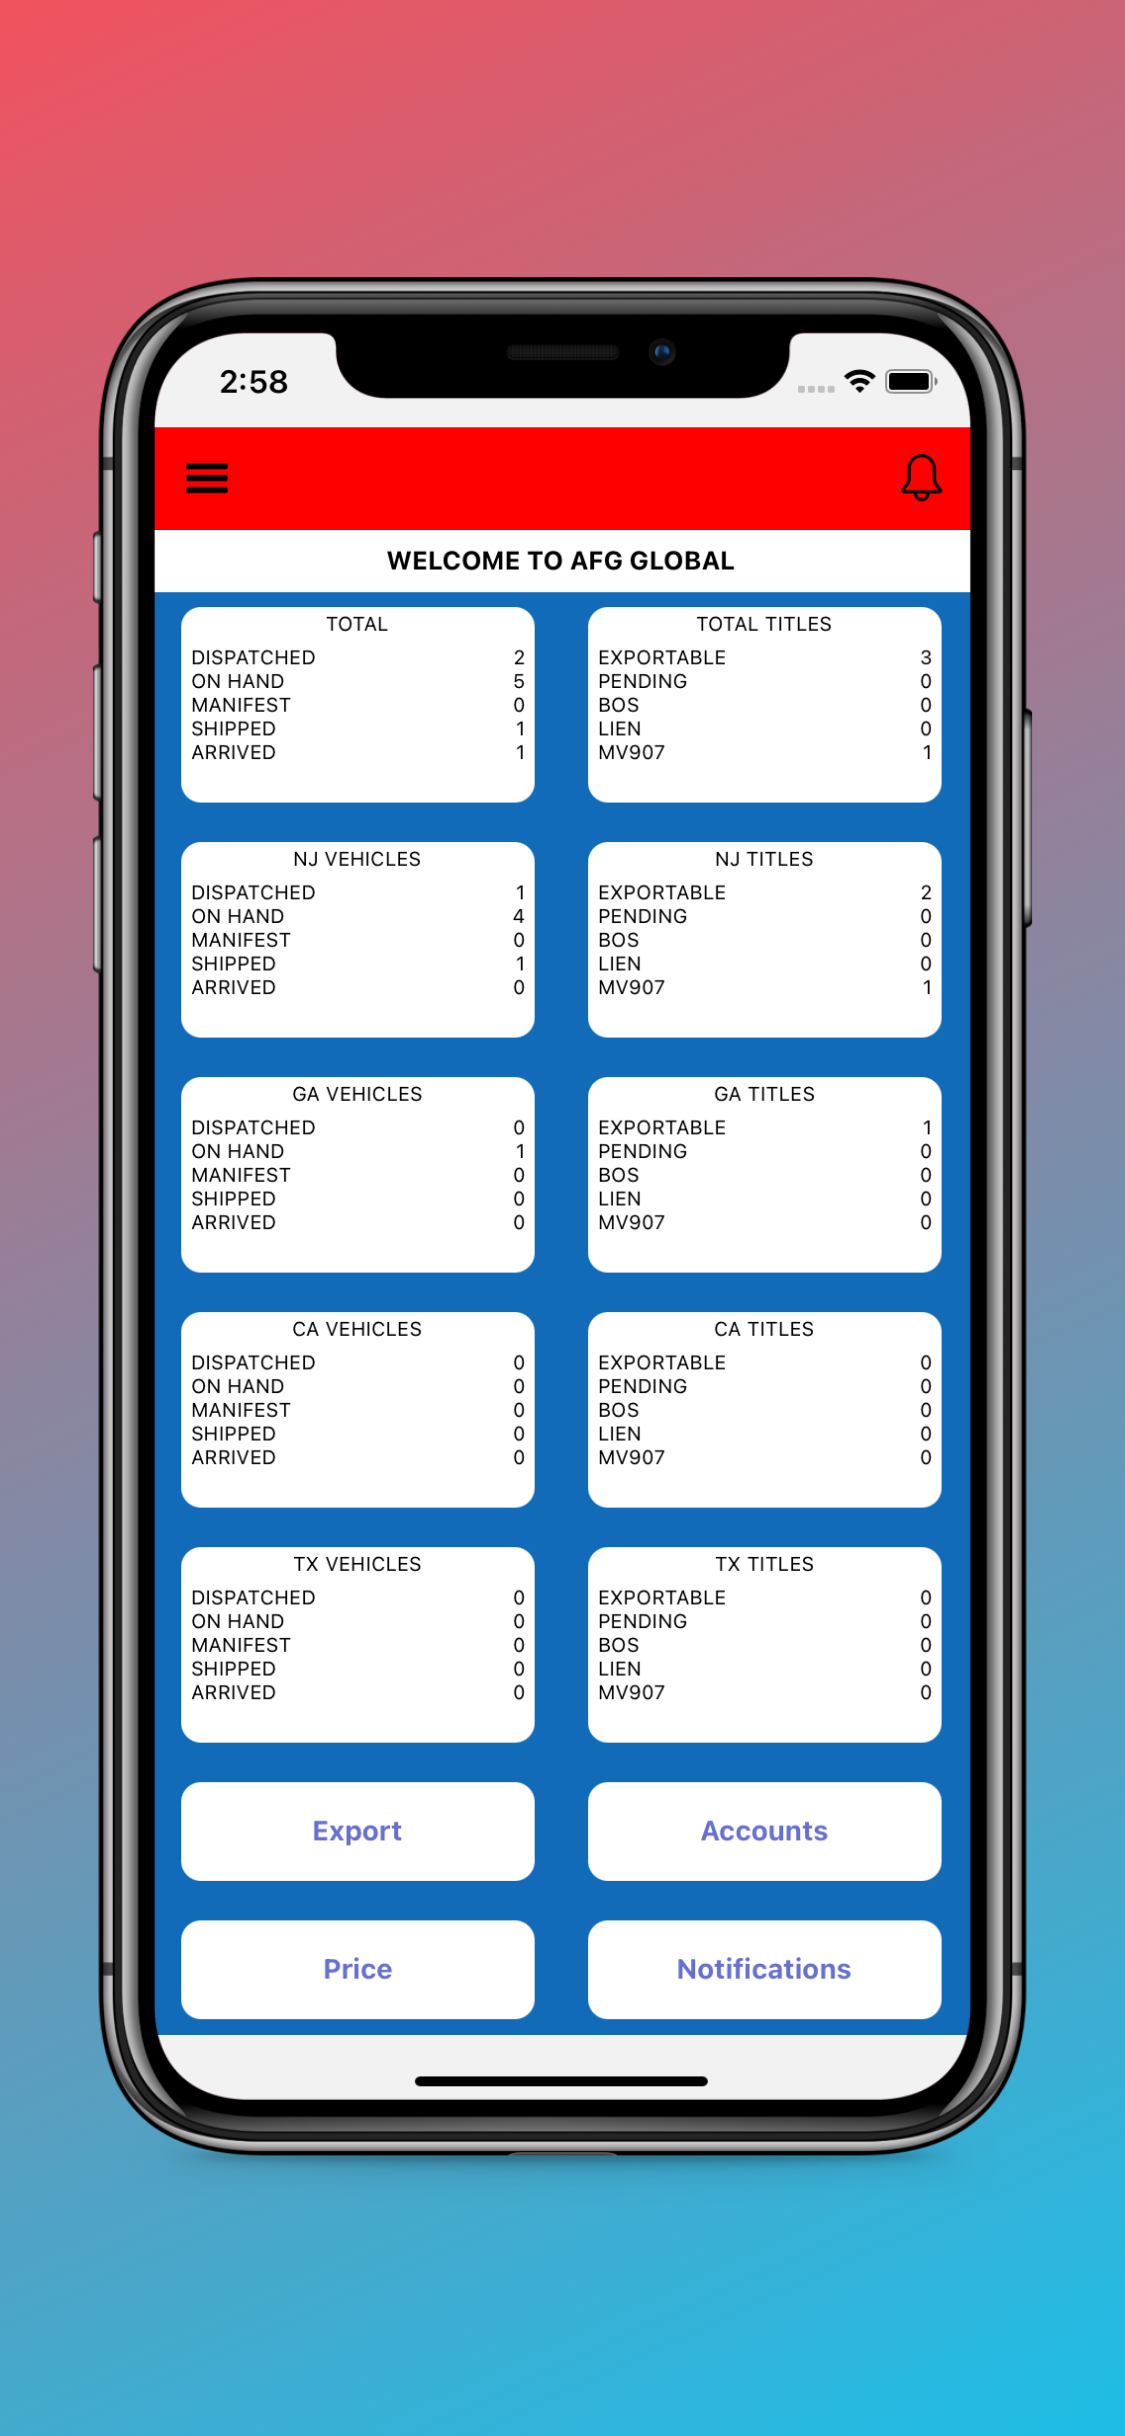 2:58
WELCOME TO AFG GLOBAL
TOTAL
DISPATCHED 2
ON HAND 5
MANIFEST 0
SHIPPED 1
ARRIVED 1
TOTAL TITLES
EXPORTABLE 3
PENDING 0
BOS 0
LIEN 0
MV907 1
NJ VEHICLES
DISPATCHED 1
ON HAND 4
MANIFEST 0
SHIPPED 1
ARRIVED 0
NJ TITLES
EXPORTABLE 2
PENDING 0
BOS 0
LIEN 0
MV907 1
GA VEHICLES
DISPATCHED 0
ON HAND 1
MANIFEST 0
SHIPPED 0
ARRIVED 0
GA TITLES
EXPORTABLE 1
PENDING 0
BOS 0
LIEN 0
MV907 0
CA VEHICLES
DISPATCHED 0
ON HAND 0
MANIFEST 0
SHIPPED 0
ARRIVED 0
CA TITLES
EXPORTABLE 0
PENDING 0
BOS 0
LIEN 0
MV907 0
TX VEHICLES
DISPATCHED 0
ON HAND 0
MANIFEST 0
SHIPPED 0
ARRIVED 0
TX TITLES
EXPORTABLE 0
PENDING 0
BOS 0
LIEN 0
MV907 0
Export
Accounts
Price
Notifications